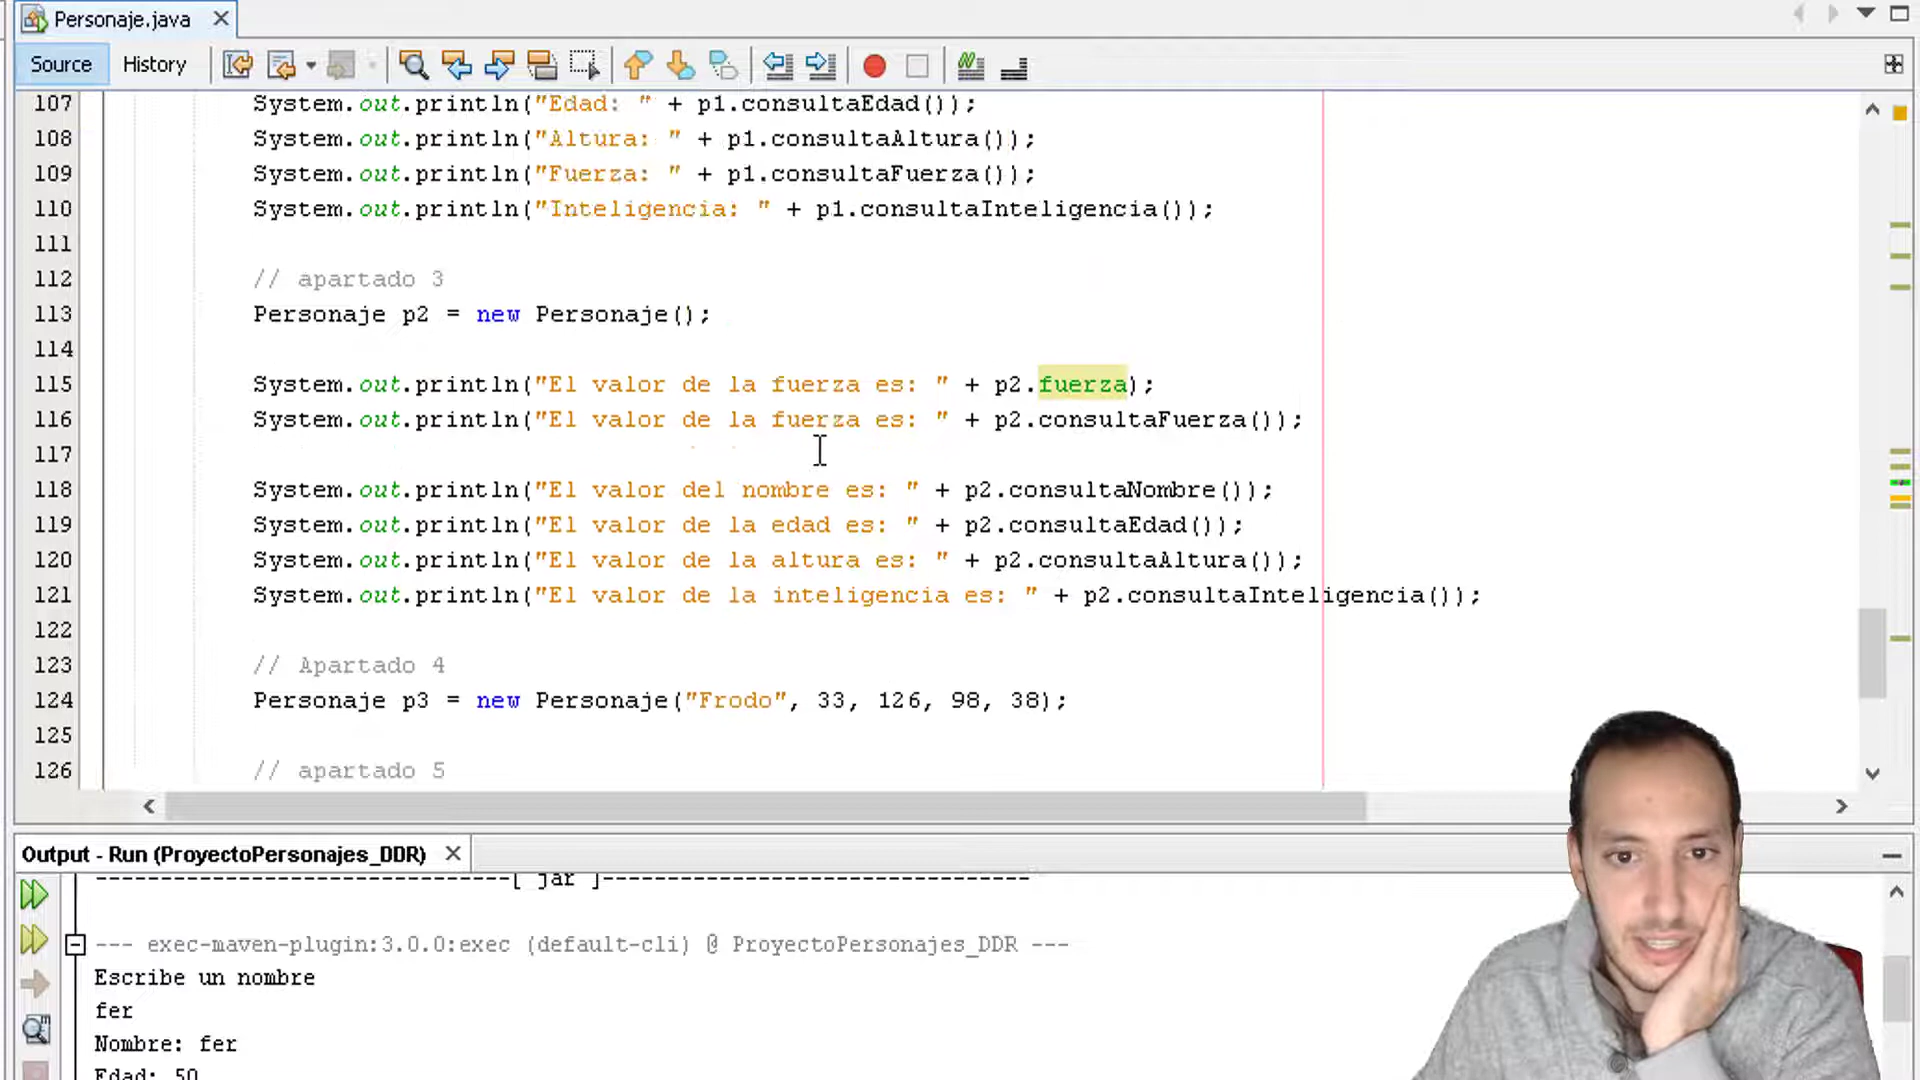 Personaje.java
Source History
107 System.out.println("Edad: " + p1.consultaEdad());
108 System.out.println("Altura: " + p1.consultaAltura());
109 System.out.println("Fuerza: " + p1.consultaFuerza());
110 System.out.println("Inteligencia: " + p1.consultaInteligencia());
111
112 // apartado 3
113 Personaje p2 = new Personaje();
114
115 System.out.println("El valor de la fuerza es: " + p2.fuerza);
116 System.out.println("El valor de la fuerza es: " + p2.consultaFuerza());
117
118 System.out.println("El valor del nombre es: " + p2.consultaNombre());
119 System.out.println("El valor de la edad es: " + p2.consultaEdad());
120 System.out.println("El valor de la altura es: " + p2.consultaAltura());
121 System.out.println("El valor de la inteligencia es: " + p2.consultaInteligencia());
122
123 // Apartado 4
124 Personaje p3 = new Personaje("Frodo", 33, 126, 98, 38);
125
126 // apartado 5
Output - Run (ProyectoPersonajes_DDR)
--------------------------------[ jar ]---------------------------------
--- exec-maven-plugin:3.0.0:exec (default-cli) @ ProyectoPersonajes_DDR ---
Escribe un nombre
fer
Nombre: fer
Edad: 50